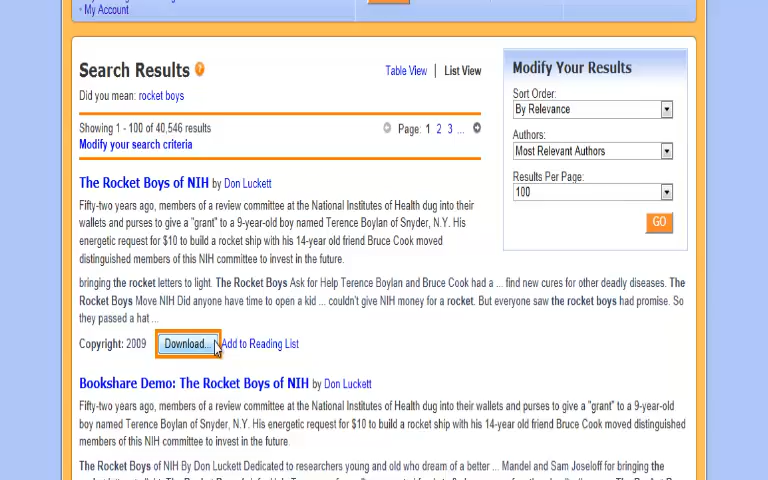 My Account
Search Results ?
Table View | List View
Did you mean: rocket boys
Showing 1 - 100 of 40,546 results
Page: 1 2 3 ...
Modify your search criteria
Modify Your Results
Sort Order:
By Relevance
Authors:
Most Relevant Authors
Results Per Page:
100
GO
The Rocket Boys of NIH by Don Luckett
Fifty-two years ago, members of a review committee at the National Institutes of Health dug into their
wallets and purses to give a "grant" to a 9-year-old boy named Terence Boylan of Snyder, N.Y. His
energetic request for $10 to build a rocket ship with his 14-year old friend Bruce Cook moved
distinguished members of this NIH committee to invest in the future.
bringing the rocket letters to light. The Rocket Boys Ask for Help Terence Boylan and Bruce Cook had a ... find new cures for other deadly diseases. The
Rocket Boys Move NIH Did anyone have time to open a kid ... couldn't give NIH money for a rocket. But everyone saw the rocket boys had promise. So
they passed a hat ...
Copyright: 2009 Download... Add to Reading List
Bookshare Demo: The Rocket Boys of NIH by Don Luckett
Fifty-two years ago, members of a review committee at the National Institutes of Health dug into their wallets and purses to give a "grant" to a 9-year-old
boy named Terence Boylan of Snyder, N.Y. His energetic request for $10 to build a rocket ship with his 14-year old friend Bruce Cook moved distinguished
members of this NIH committee to invest in the future.
The Rocket Boys of NIH By Don Luckett Dedicated to researchers young and old who dream of a better ... Mandel and Sam Joseloff for bringing the